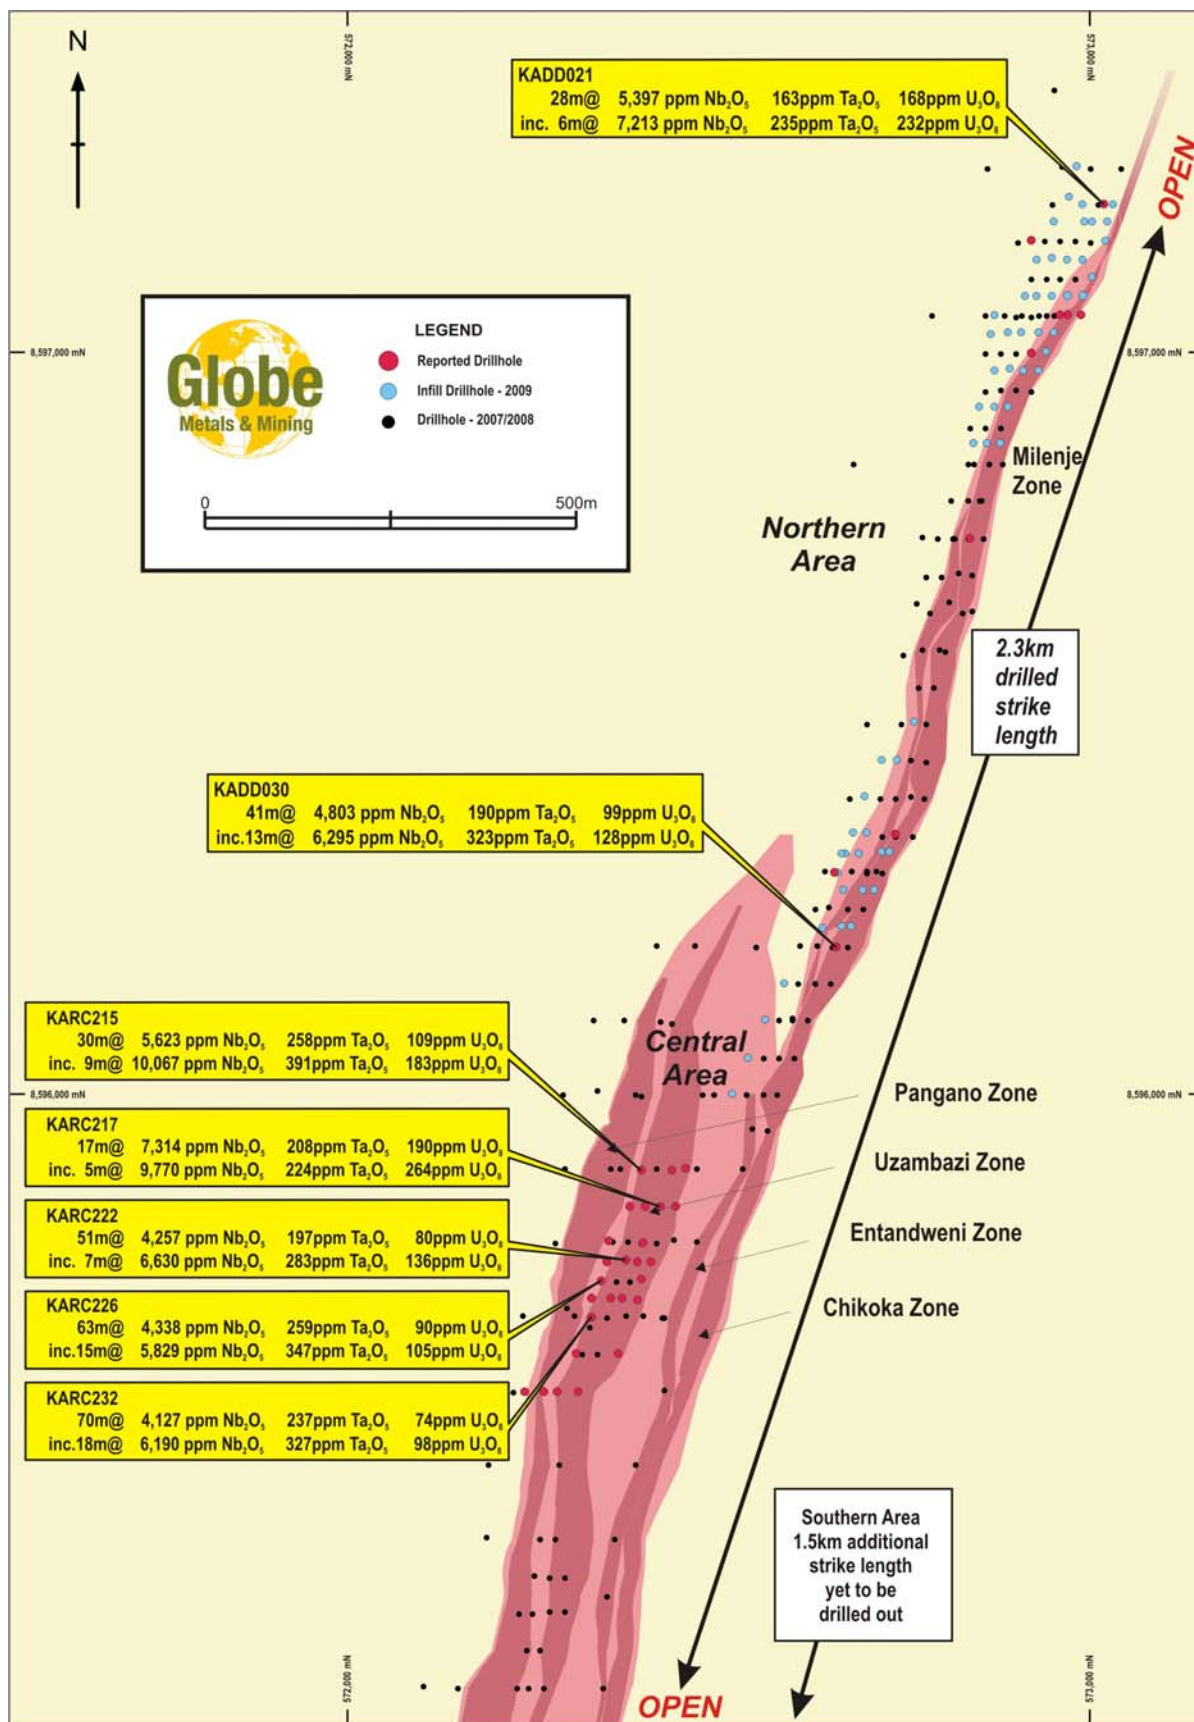 N
572,000 mN
573,000 mN
KADD021
28m@ 5,397 ppm Nb₂O₅ 163ppm Ta₂O₅ 168ppm U₃O₈
inc. 6m@ 7,213 ppm Nb₂O₅ 235ppm Ta₂O₅ 232ppm U₃O₈
OPEN
LEGEND
Reported Drillhole
Infill Drillhole - 2009
Drillhole - 2007/2008
Globe
Metals & Mining
0 500m
8,597,000 mN
8,597,000 mN
Milenje
Zone
Northern
Area
2.3km
drilled
strike
length
KADD030
41m@ 4,803 ppm Nb₂O₅ 190ppm Ta₂O₅ 99ppm U₃O₈
inc.13m@ 6,295 ppm Nb₂O₅ 323ppm Ta₂O₅ 128ppm U₃O₈
KARC215
30m@ 5,623 ppm Nb₂O₅ 258ppm Ta₂O₅ 109ppm U₃O₈
inc. 9m@ 10,067 ppm Nb₂O₅ 391ppm Ta₂O₅ 183ppm U₃O₈
Central
Area
8,596,000 mN
8,596,000 mN
Pangano Zone
KARC217
17m@ 7,314 ppm Nb₂O₅ 208ppm Ta₂O₅ 190ppm U₃O₈
inc. 5m@ 9,770 ppm Nb₂O₅ 224ppm Ta₂O₅ 264ppm U₃O₈
Uzambazi Zone
KARC222
51m@ 4,257 ppm Nb₂O₅ 197ppm Ta₂O₅ 80ppm U₃O₈
inc. 7m@ 6,630 ppm Nb₂O₅ 283ppm Ta₂O₅ 136ppm U₃O₈
Entandweni Zone
KARC226
63m@ 4,338 ppm Nb₂O₅ 259ppm Ta₂O₅ 90ppm U₃O₈
inc.15m@ 5,829 ppm Nb₂O₅ 347ppm Ta₂O₅ 105ppm U₃O₈
Chikoka Zone
KARC232
70m@ 4,127 ppm Nb₂O₅ 237ppm Ta₂O₅ 74ppm U₃O₈
inc.18m@ 6,190 ppm Nb₂O₅ 327ppm Ta₂O₅ 98ppm U₃O₈
Southern Area
1.5km additional
strike length
yet to be
drilled out
572,000 mN
OPEN
573,000 mN